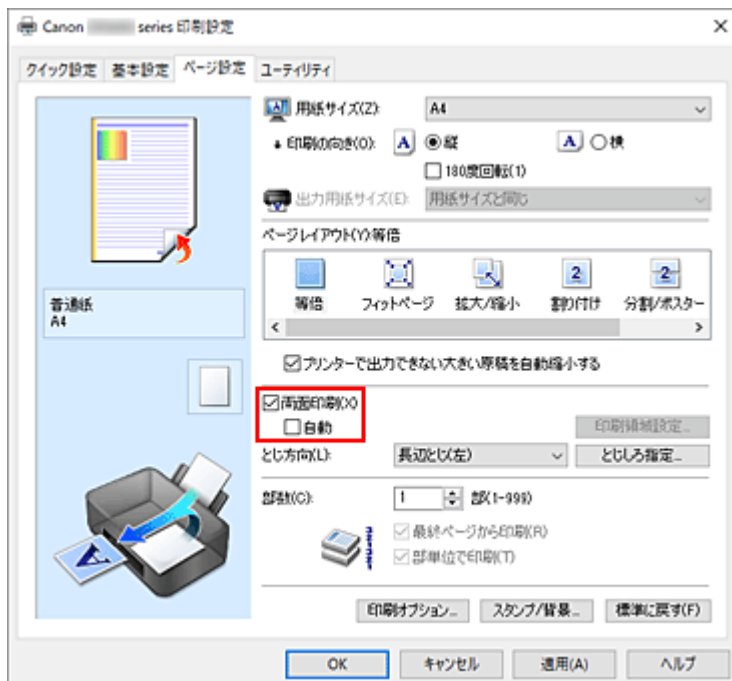 Canon series 印刷設定
クイック設定 基本設定 ページ設定 ユーティリティ
用紙サイズ(Z): A4
印刷の向き(O): A 縦 A 横
180度回転(1)
出力用紙サイズ(E): 用紙サイズと同じ
ページレイアウト(Y):等倍
2 2
等倍 フィットページ 拡大/縮小 割り付け 分割/ポスター
普通紙
A4
プリンターで出力できない大きい原稿を自動縮小する
両面印刷(X)
自動
印刷領域設定...
とじ方向(L): 長辺とじ(左) とじしろ指定...
部数(C): 1 部(1-999)
最終ページから印刷(R)
部単位で印刷(T)
A
印刷オプション... スタンプ/背景... 標準に戻す(F)
OK キャンセル 適用(A) ヘルプ